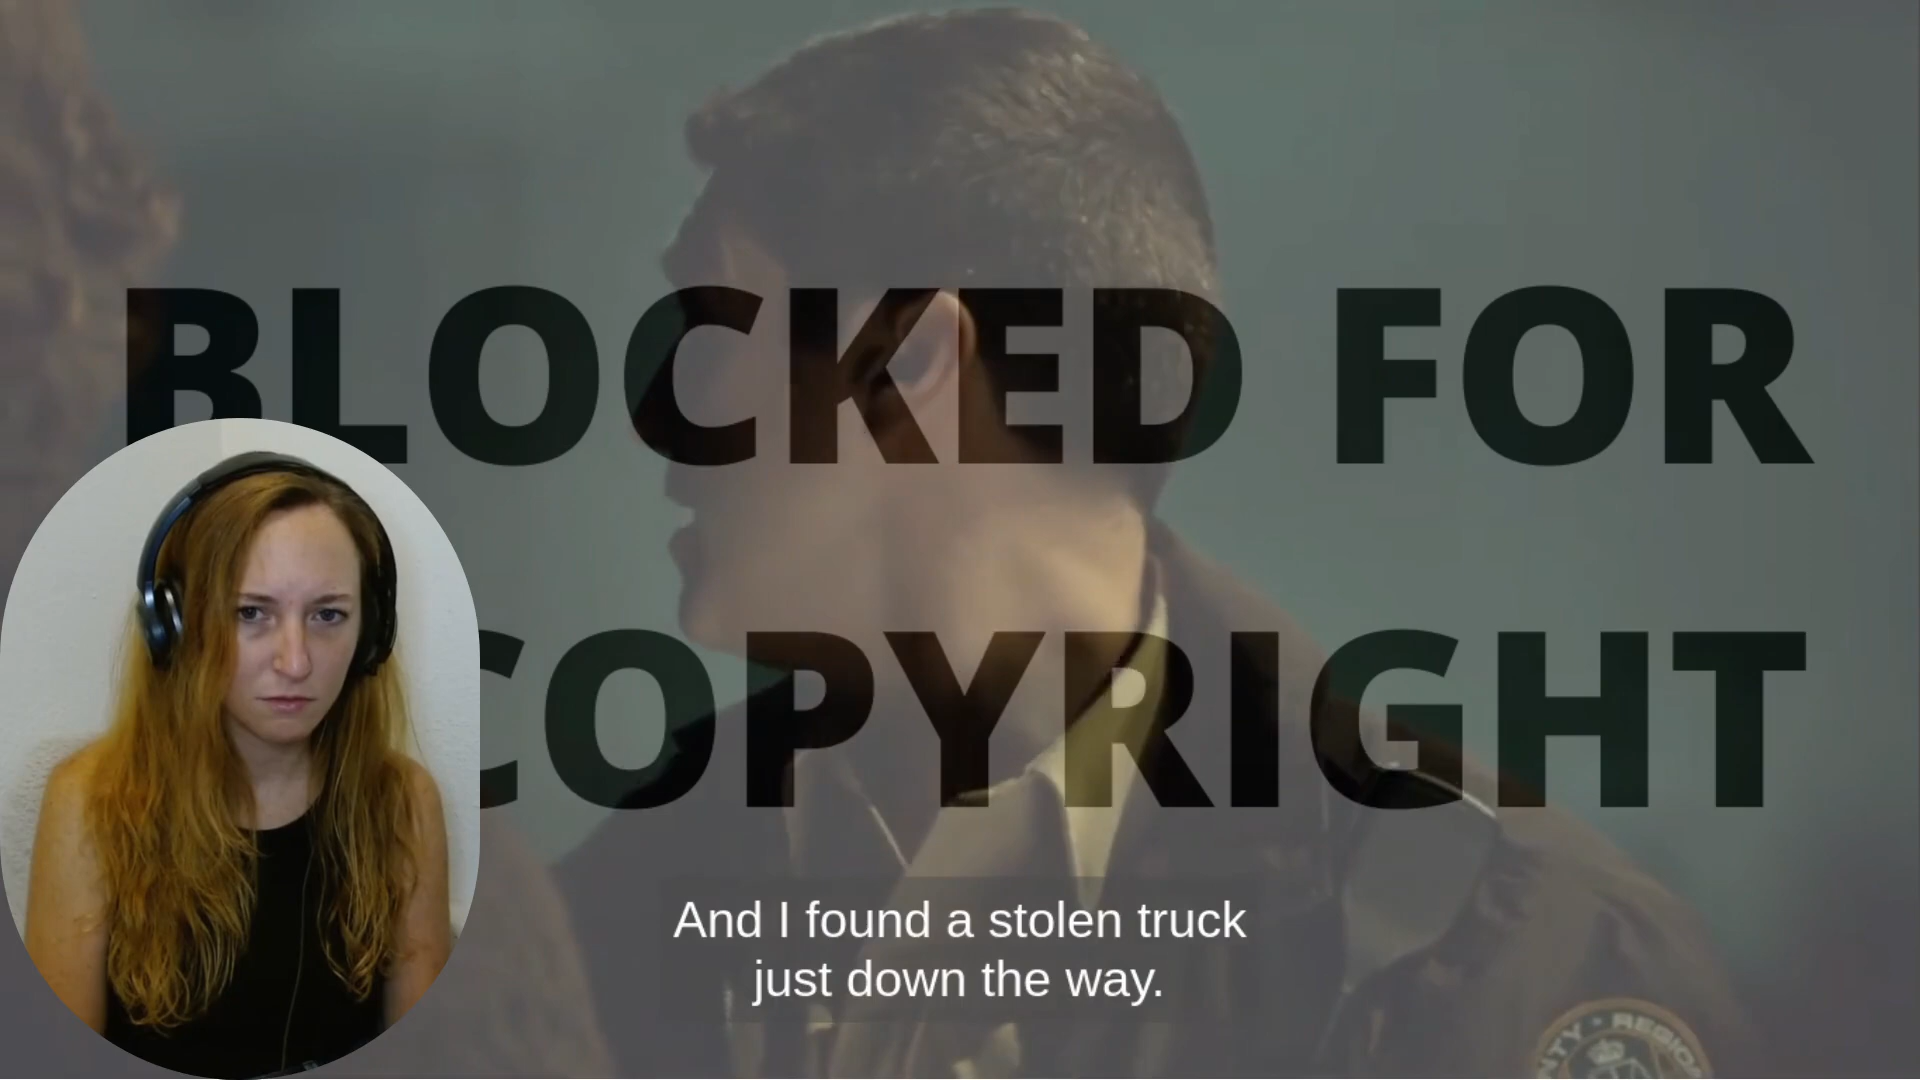 BLOCKED FOR
COPYRIGHT
And I found a stolen truck
just down the way.